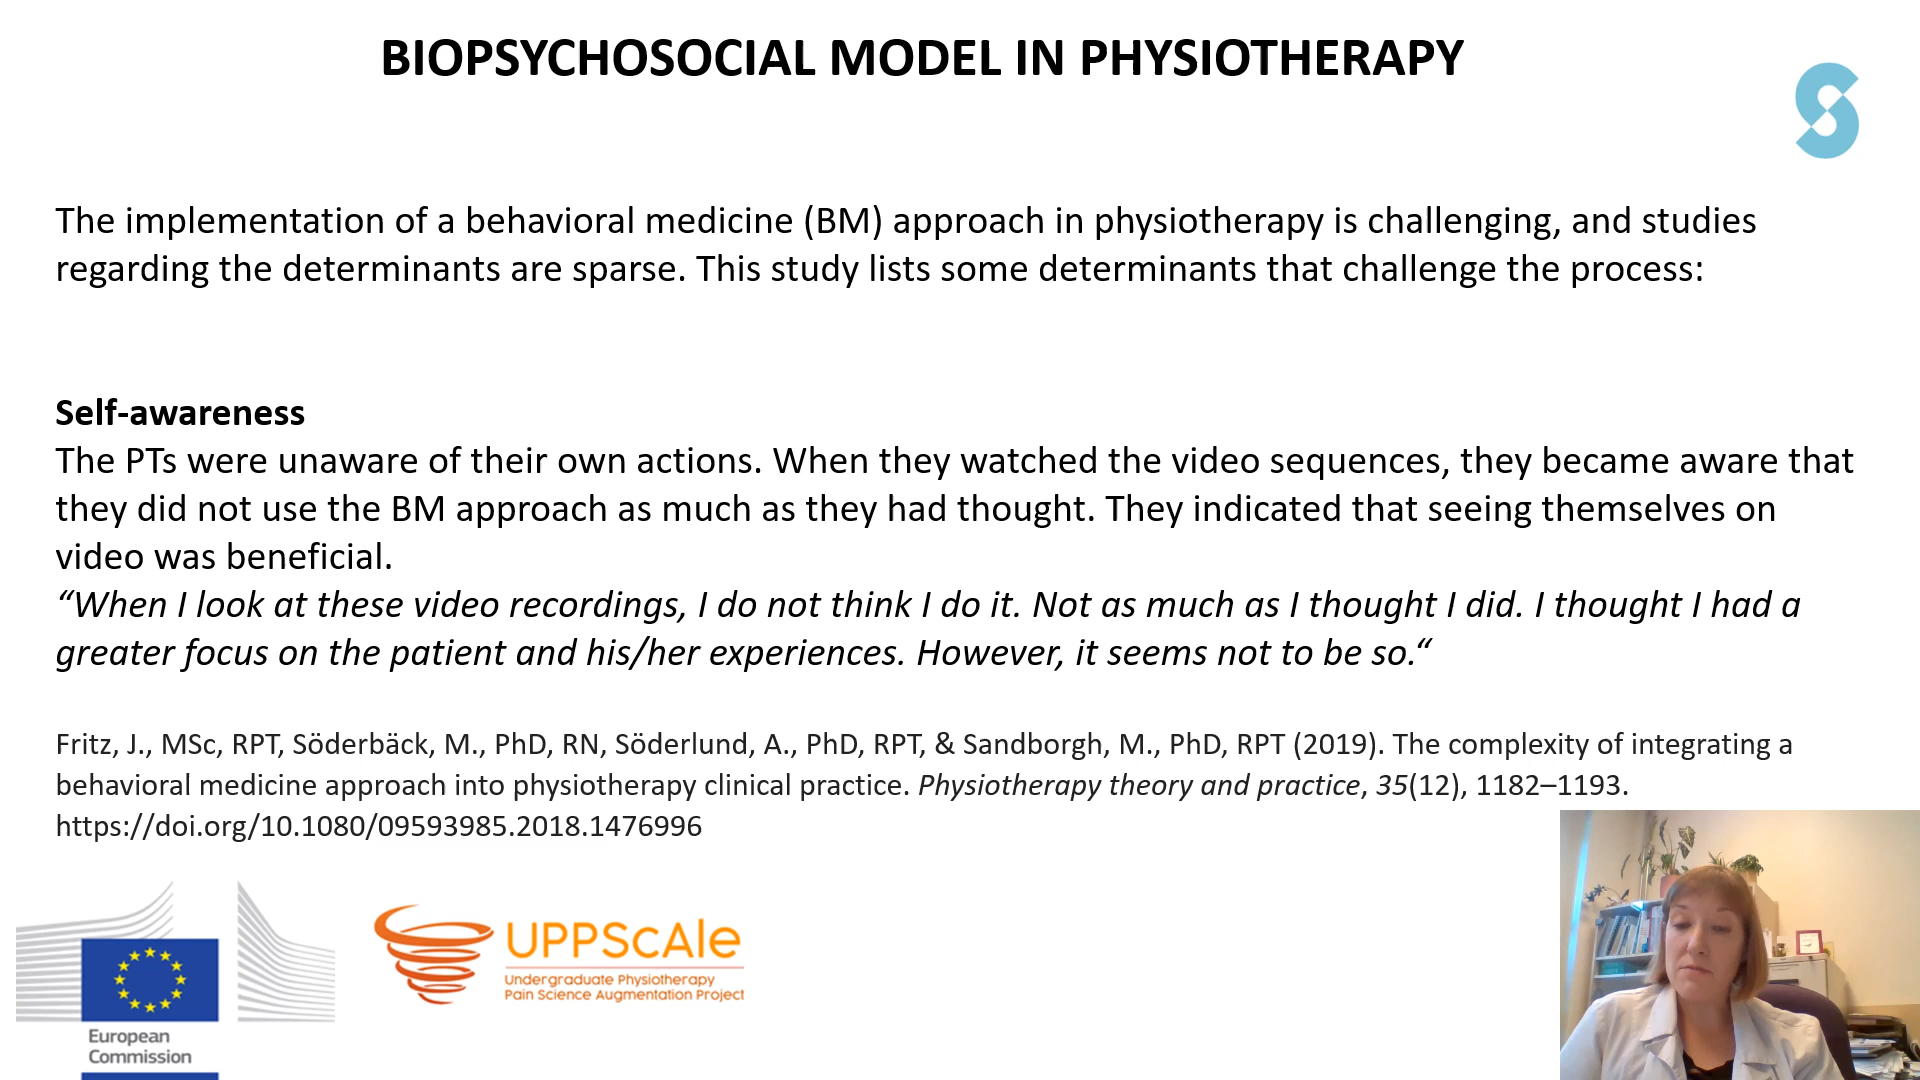 BIOPSYCHOSOCIAL MODEL IN PHYSIOTHERAPY
The implementation of a behavioral medicine (BM) approach in physiotherapy is challenging, and studies
regarding the determinants are sparse. This study lists some determinants that challenge the process:
Self-awareness
The PTs were unaware of their own actions. When they watched the video sequences, they became aware that
they did not use the BM approach as much as they had thought. They indicated that seeing themselves on
video was beneficial.
“When I look at these video recordings, I do not think I do it. Not as much as I thought I did. I thought I had a
greater focus on the patient and his/her experiences. However, it seems not to be so.“
Fritz, J., MSc, RPT, Söderbäck, M., PhD, RN, Söderlund, A., PhD, RPT, & Sandborgh, M., PhD, RPT (2019). The complexity of integrating a
behavioral medicine approach into physiotherapy clinical practice. Physiotherapy theory and practice, 35(12), 1182–1193.
https://doi.org/10.1080/09593985.2018.1476996
UPPScAle
Undergraduate Physiotherapy
Pain Science Augmentation Project
European
Commission